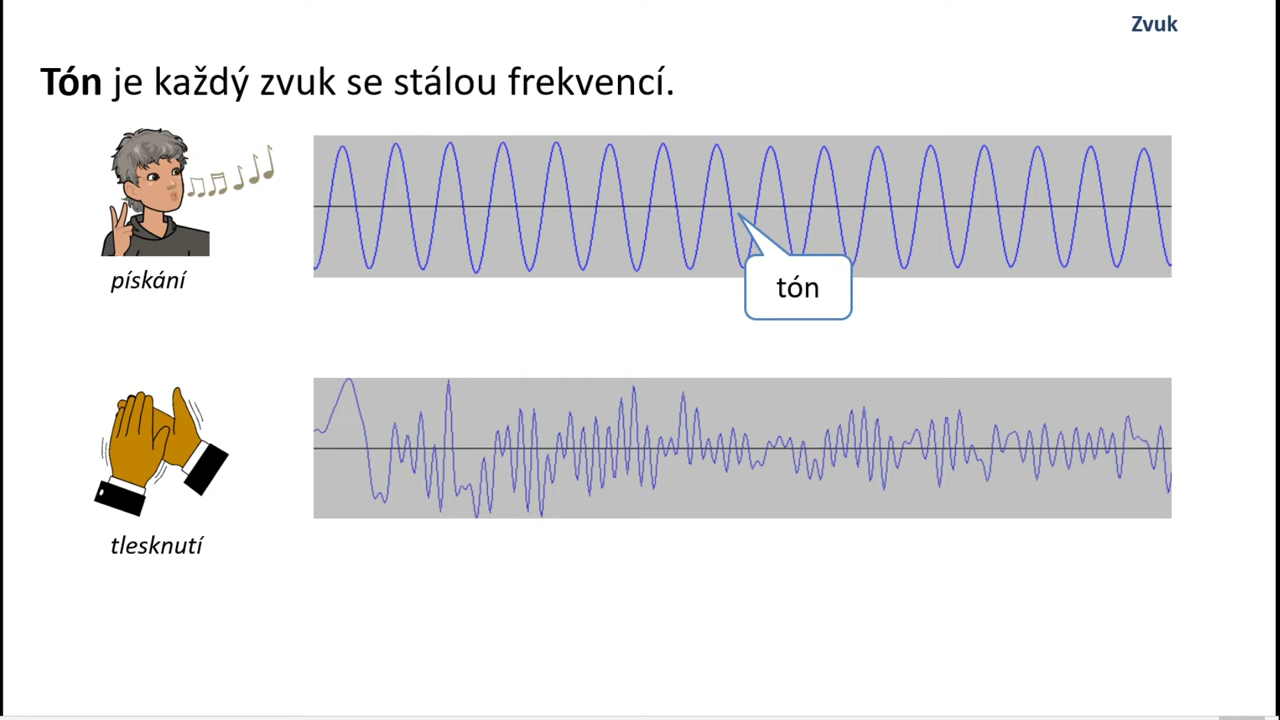 Zvuk
Tón je každý zvuk se stálou frekvencí.
pískání
tón
tlesknutí